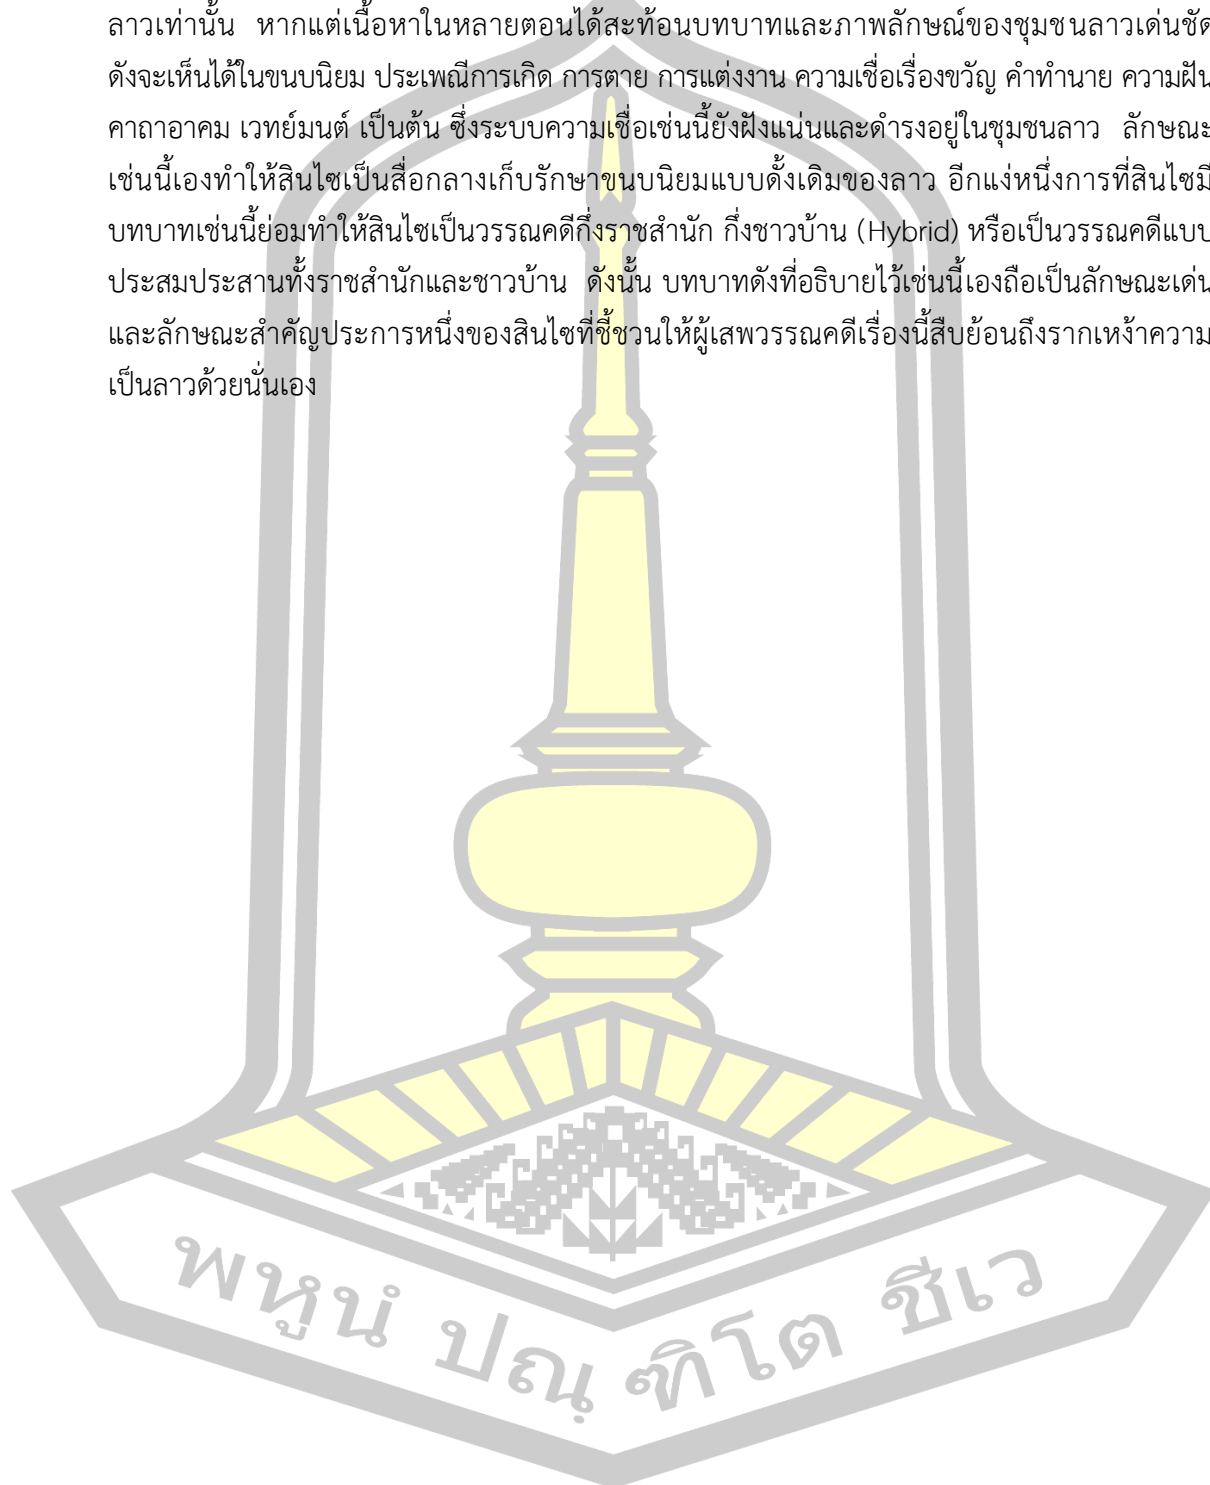 ลาวเท่านั้น หากแต่เนื้อหาในหลายตอนได้สะท้อนบทบาทและภาพลักษณ์ของชุมชนลาวเด่นชัด
ดังจะเห็นได้ในขนบนิยม ประเพณีการเกิด การตาย การแต่งงาน ความเชื่อเรื่องขวัญ คำทำนาย ความฝัน
คาถาอาคม เวทย์มนต์ เป็นต้น ซึ่งระบบความเชื่อเช่นนี้ยังฝังแน่นและดำรงอยู่ในชุมชนลาว ลักษณะ
เช่นนี้เองทำให้สินไซเป็นสื่อกลางเก็บรักษาขนบนิยมแบบดั้งเดิมของลาว อีกแง่หนึ่งการที่สินไซมี
บทบาทเช่นนี้ย่อมทำให้สินไซเป็นวรรณคดีกึ่งราชสำนัก กึ่งชาวบ้าน (Hybrid) หรือเป็นวรรณคดีแบบ
ประสมประสานทั้งราชสำนักและชาวบ้าน ดังนั้น บทบาทดังที่อธิบายไว้เช่นนี้เองถือเป็นลักษณะเด่น
และลักษณะสำคัญประการหนึ่งของสินไซที่ชี้ชวนให้ผู้เสพวรรณคดีเรื่องนี้สืบย้อนถึงรากเหง้าความ
เป็นลาวด้วยนั่นเอง
พหูนํ ปณฺฑิโต ชีเว